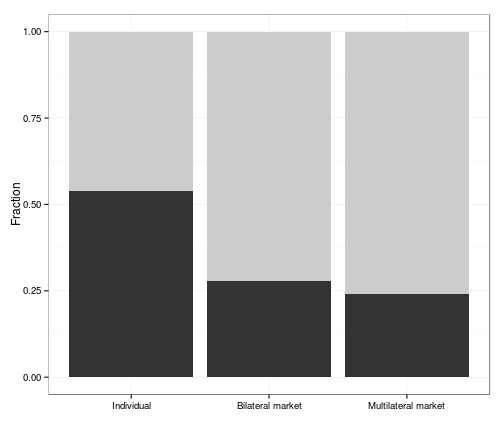 1.00
0.75
0.50
0.25
0.00
Fraction
Individual
Bilateral market
Multilateral market